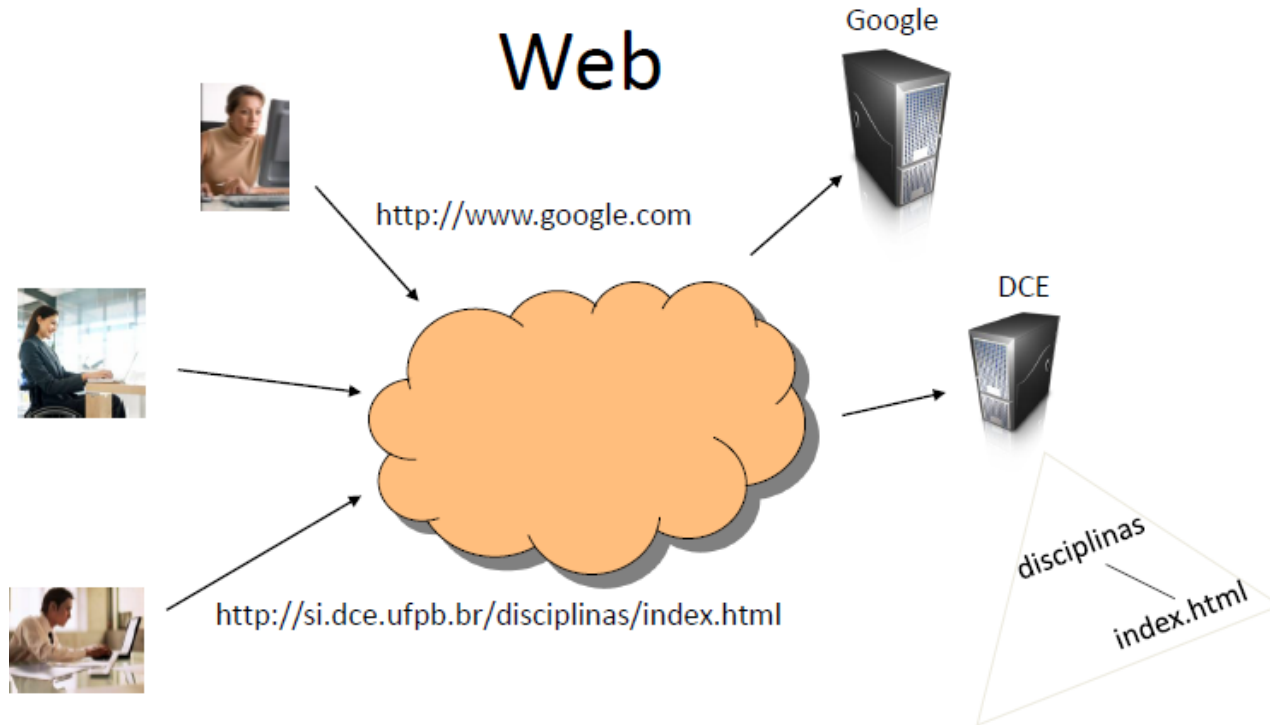 Web
Google
http://www.google.com
DCE
disciplinas
index.html
http://si.dce.ufpb.br/disciplinas/index.html